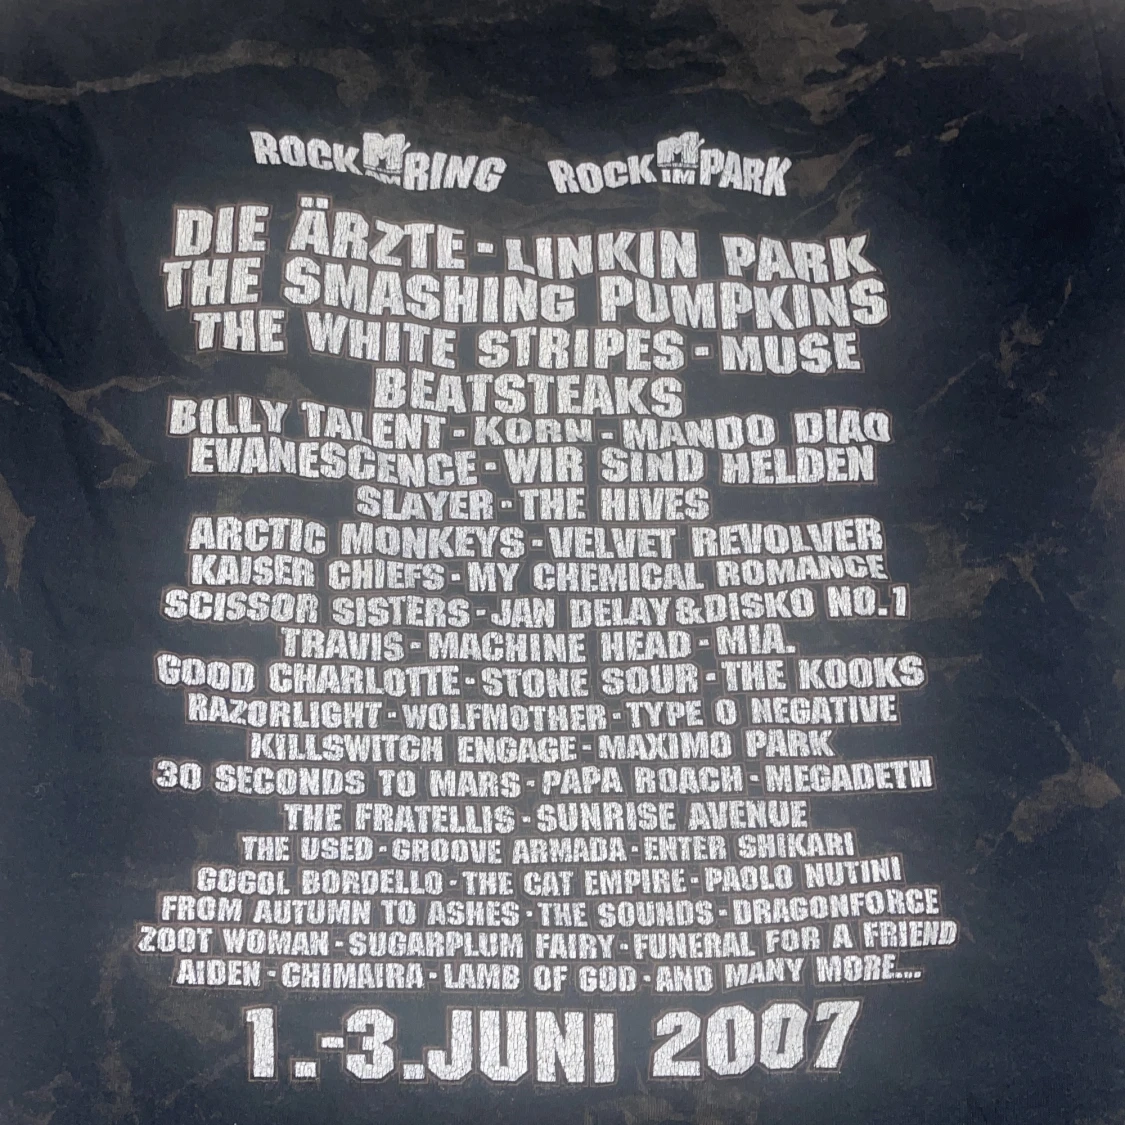 ROCK AM RING ROCK IM PARK
DIE ÄRZTE - LINKIN PARK
THE SMASHING PUMPKINS
THE WHITE STRIPES - MUSE
BEATSTEAKS
BILLY TALENT - KORN - MANDO DIAO
EVANESCENCE - WIR SIND HELDEN
SLAYER - THE HIVES
ARCTIC MONKEYS - VELVET REVOLVER
KAISER CHIEFS - MY CHEMICAL ROMANCE
SCISSOR SISTERS - JAN DELAY&DISKO NO.1
TRAVIS - MACHINE HEAD - MIA.
GOOD CHARLOTTE - STONE SOUR - THE KOOKS
RAZORLIGHT - WOLFMOTHER - TYPE O NEGATIVE
KILLSWITCH ENGAGE - MAXIMO PARK
30 SECONDS TO MARS - PAPA ROACH - MEGADETH
THE FRATELLIS - SUNRISE AVENUE
THE USED - GROOVE ARMADA - ENTER SHIKARI
GOGOL BORDELLO - THE CAT EMPIRE - PAOLO NUTINI
FROM AUTUMN TO ASHES - THE SOUNDS - DRAGONFORCE
ZOOT WOMAN - SUGARPLUM FAIRY - FUNERAL FOR A FRIEND
AIDEN - CHIMAIRA - LAMB OF GOD - AND MANY MORE...
1.-3.JUNI 2007